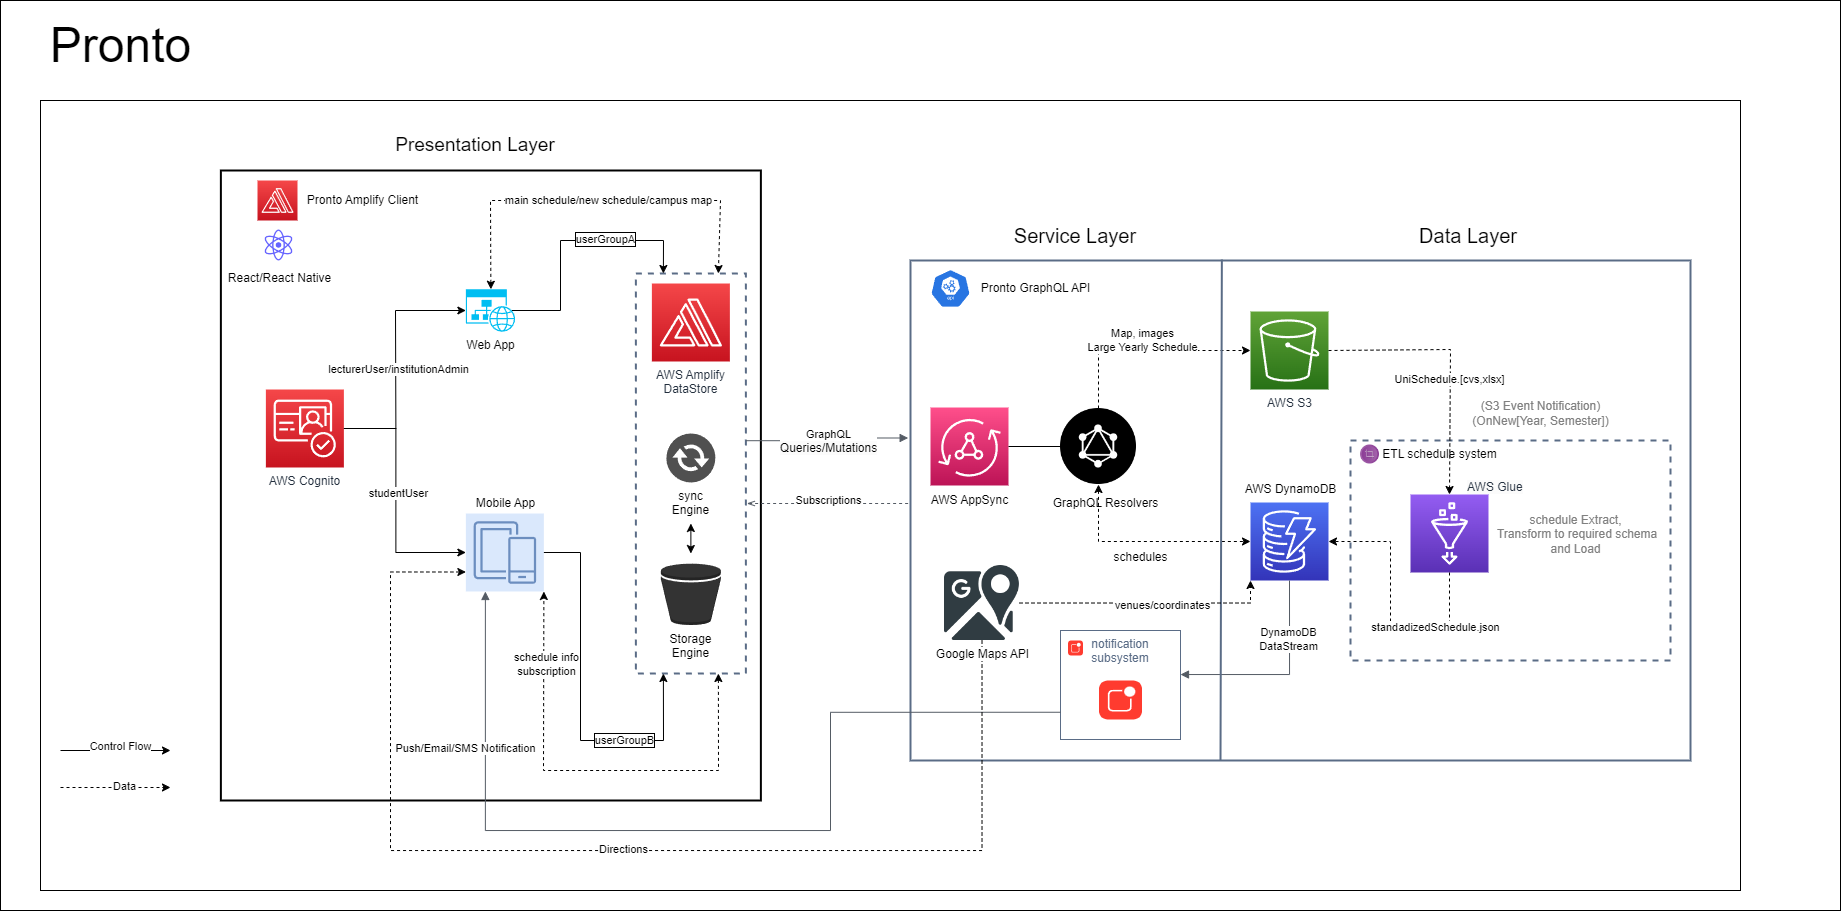 Pronto
Presentation Layer
Pronto Amplify Client
React/React Native
main schedule/new schedule/campus map
userGroupA
Web App
lecturerUser/institutionAdmin
AWS Cognito
studentUser
Mobile App
AWS Amplify
DataStore
sync
Engine
Storage
Engine
schedule info
subscription
userGroupB
Push/Email/SMS Notification
Control Flow
Data
Directions
GraphQL
Queries/Mutations
Subscriptions
Service Layer
Pronto GraphQL API
api
Map, images
Large Yearly Schedule
AWS AppSync
GraphQL Resolvers
schedules
G
Google Maps API
venues/coordinates
notification
subsystem
Data Layer
AWS S3
UniSchedule.[cvs,xlsx]
(S3 Event Notification)
(OnNew[Year, Semester])
ETL schedule system
AWS DynamoDB
AWS Glue
schedule Extract,
Transform to required schema
and Load
standadizedSchedule.json
DynamoDB
DataStream